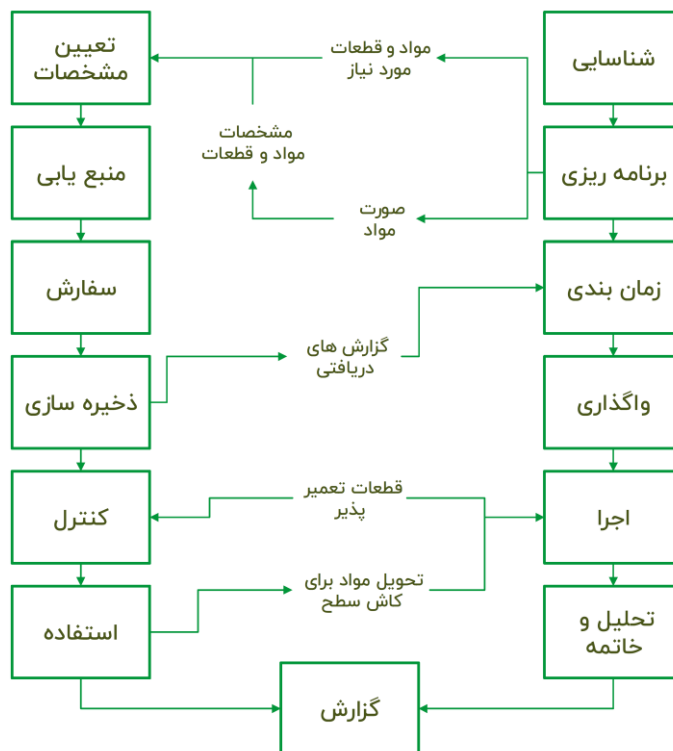 شناسایی
برنامه ریزی
زمان بندی
واگذاری
اجرا
تحلیل و
خاتمه
مواد و قطعات
مورد نیاز
مشخصات
مواد و قطعات
صورت
مواد
گزارش های
دریافتی
قطعات تعمیر
پذیر
تحویل مواد برای
کاش سطح
تعیین
مشخصات
منبع یابی
سفارش
ذخیره سازی
کنترل
استفاده
گزارش